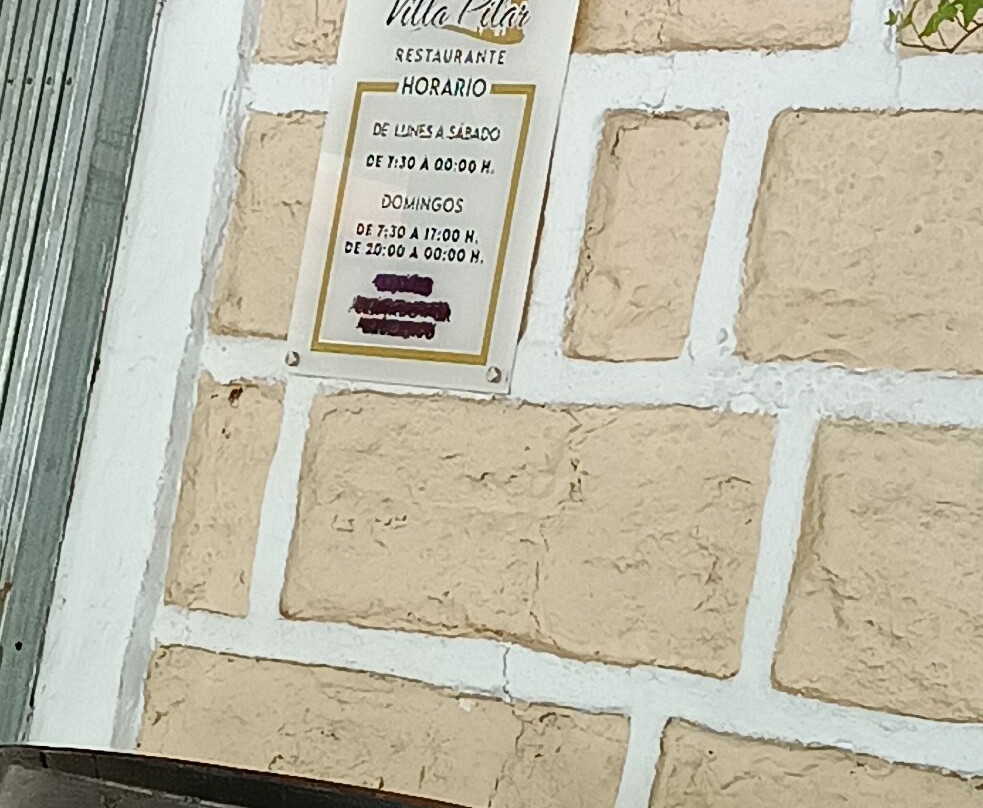 Villa Pilar
RESTAURANTE
HORARIO
DE LUNES A SÁBADO
DE 7:30 A 00:00 H.
DOMINGOS
DE 7:30 A 17:00 H.
DE 20:00 A 00:00 H.